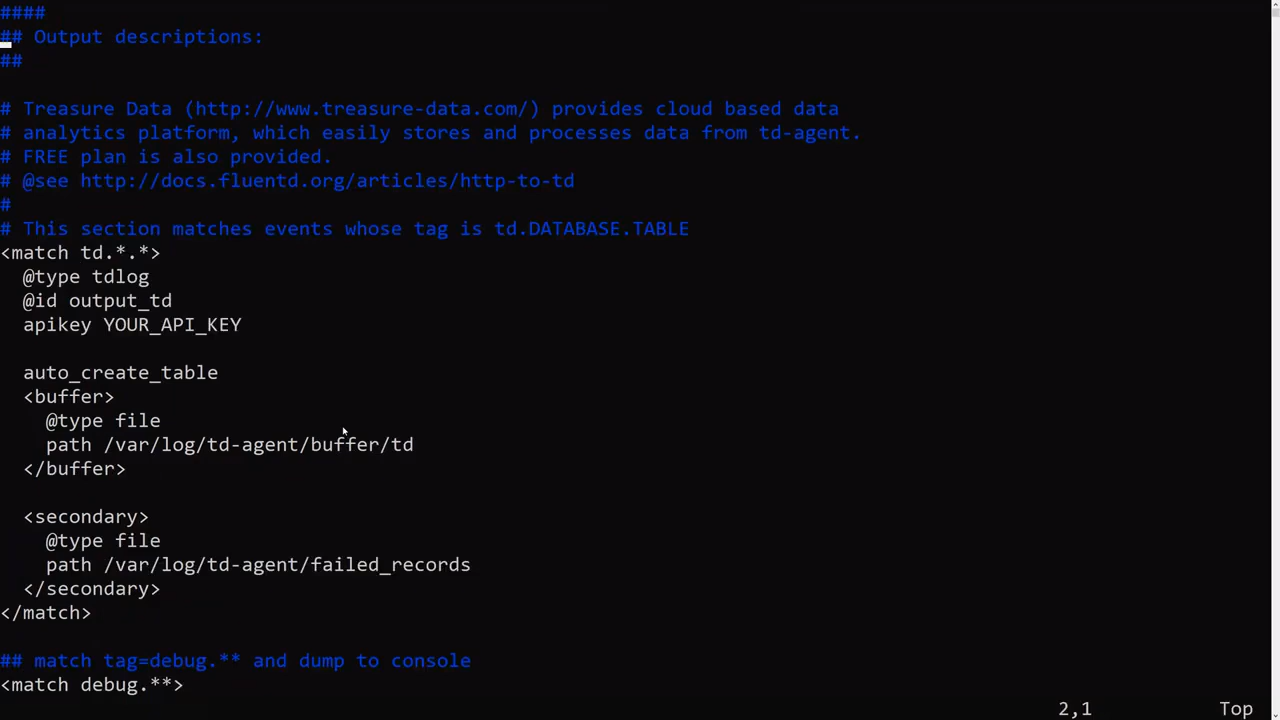 ####
## Output descriptions:
##
# Treasure Data (http://www.treasure-data.com/) provides cloud based data
# analytics platform, which easily stores and processes data from td-agent.
# FREE plan is also provided.
# @see http://docs.fluentd.org/articles/http-to-td
#
# This section matches events whose tag is td.DATABASE.TABLE
<match td.*.*>
  @type tdlog
  @id output_td
  apikey YOUR_API_KEY
  auto_create_table
  <buffer>
    @type file
    path /var/log/td-agent/buffer/td
  </buffer>
  <secondary>
    @type file
    path /var/log/td-agent/failed_records
  </secondary>
</match>
## match tag=debug.** and dump to console
<match debug.**>
2,1 Top